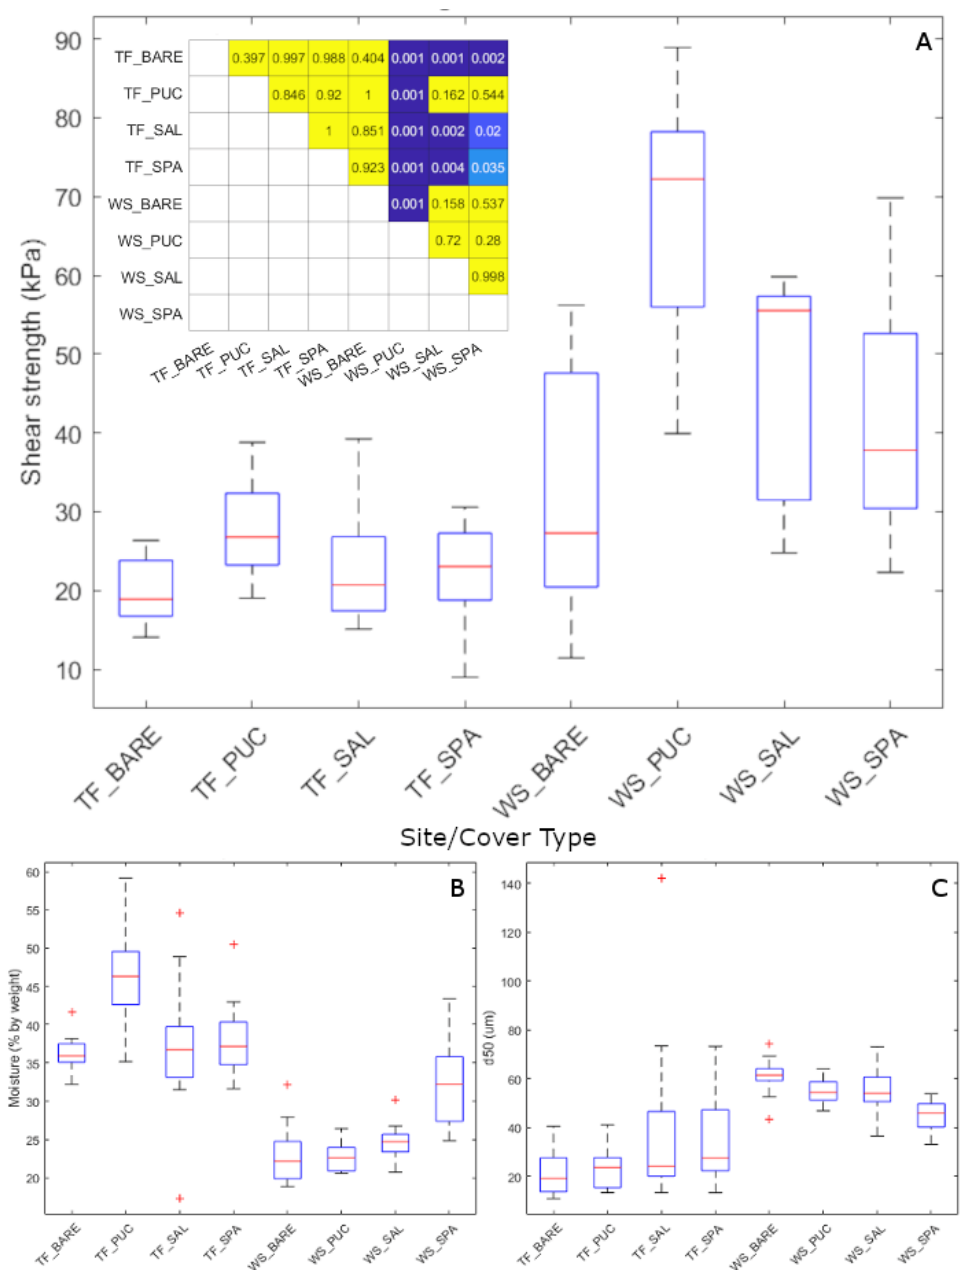 A
90
80
70
60
50
40
30
20
10
Shear strength (kPa)
TF_BARE 0.397 0.997 0.988 0.404 0.001 0.001 0.002
TF_PUC 0.846 0.92 1 0.001 0.162 0.544
TF_SAL 1 0.851 0.001 0.002 0.02
TF_SPA 0.923 0.001 0.004 0.035
WS_BARE 0.001 0.158 0.537
WS_PUC 0.72 0.28
WS_SAL 0.998
WS_SPA
TF_BARE TF_PUC TF_SAL TF_SPA WS_BARE WS_PUC WS_SAL WS_SPA
TF_BARE TF_PUC TF_SAL TF_SPA WS_BARE WS_PUC WS_SAL WS_SPA
Site/Cover Type
B
60
55
50
45
40
35
30
25
20
Moisture (% by weight)
TF_BARE TF_PUC TF_SAL TF_SPA WS_BARE WS_PUC WS_SAL WS_SPA
C
140
120
100
80
60
40
20
d50 (um)
TF_BARE TF_PUC TF_SAL TF_SPA WS_BARE WS_PUC WS_SAL WS_SPA